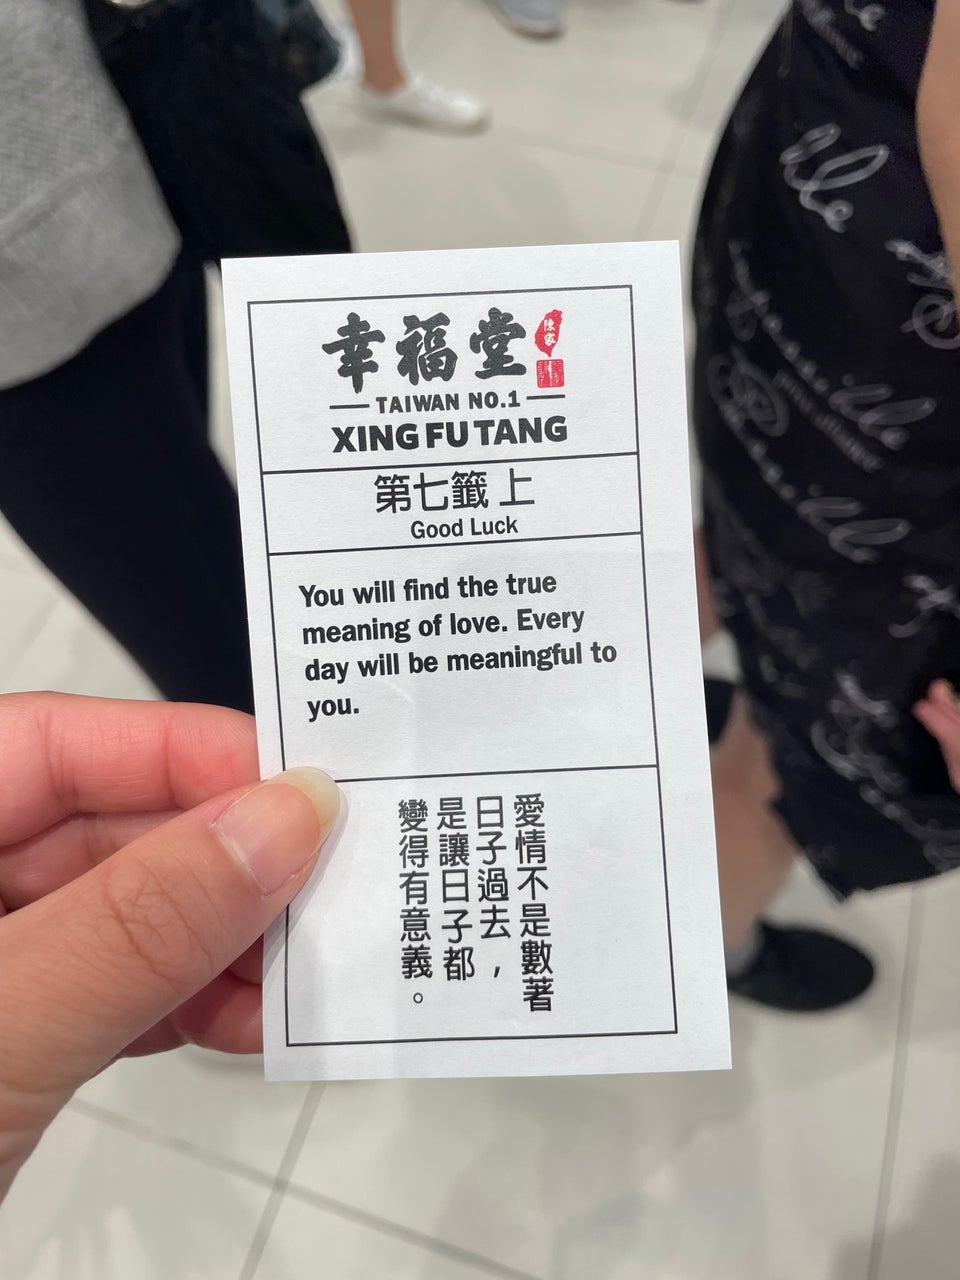 幸福堂
陳家
TAIWAN NO.1
XING FU TANG
第七籤 上
Good Luck
You will find the true
meaning of love. Every
day will be meaningful to
you.
愛情不是數著
日子過去，
是讓日子都
變得有意義。